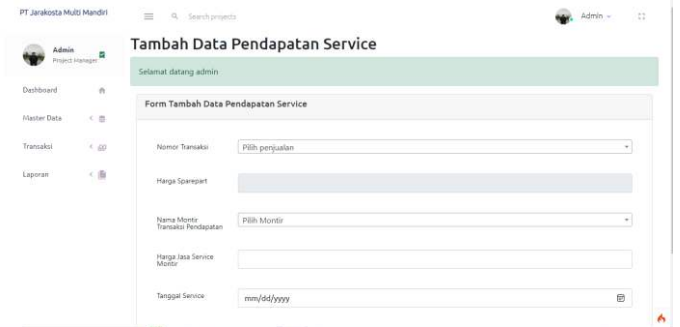 PT Jarakosta Multi Mandiri
Search projects
Admin
Admin
Project Manager
Dashboard
Master Data
Transaksi
Laporan
Tambah Data Pendapatan Service
Selamat datang admin
Form Tambah Data Pendapatan Service
Nomor Transaksi
Pilih penjualan
Harga Sparepart
Nama Montir
Transaksi Pendapatan
Pilih Montir
Harga Jasa Service
Montir
Tanggal Service
mm/dd/yyyy